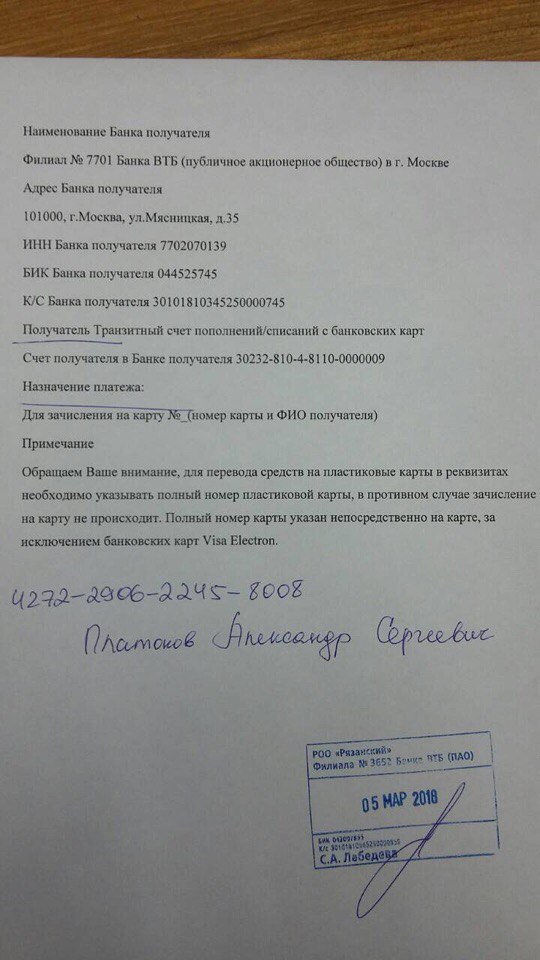 Наименование Банка получателя
Филиал № 7701 Банка ВТБ (публичное акционерное общество) в г. Москве
Адрес Банка получателя
101000, г.Москва, ул.Мясницкая, д.35
ИНН Банка получателя 7702070139
БИК Банка получателя 044525745
К/С Банка получателя 30101810345250000745
Получатель Транзитный счет пополнений/списаний с банковских карт
Счет получателя в Банке получателя 30232-810-4-8110-0000009
Назначение платежа:
Для зачисления на карту №_(номер карты и ФИО получателя)
Примечание
Обращаем Ваше внимание, для перевода средств на пластиковые карты в реквизитах
необходимо указывать полный номер пластиковой карты, в противном случае зачисление
на карту не происходит. Полный номер карты указан непосредственно на карте, за
исключением банковских карт Visa Electron.
4272-2906-2245-8008
Платонов Александр Сергеевич
РОО «Рязанский»
Филиала № 3652 Банка ВТБ (ПАО)
05 МАР 2018
БИК
К/с
С.А. Лебедева